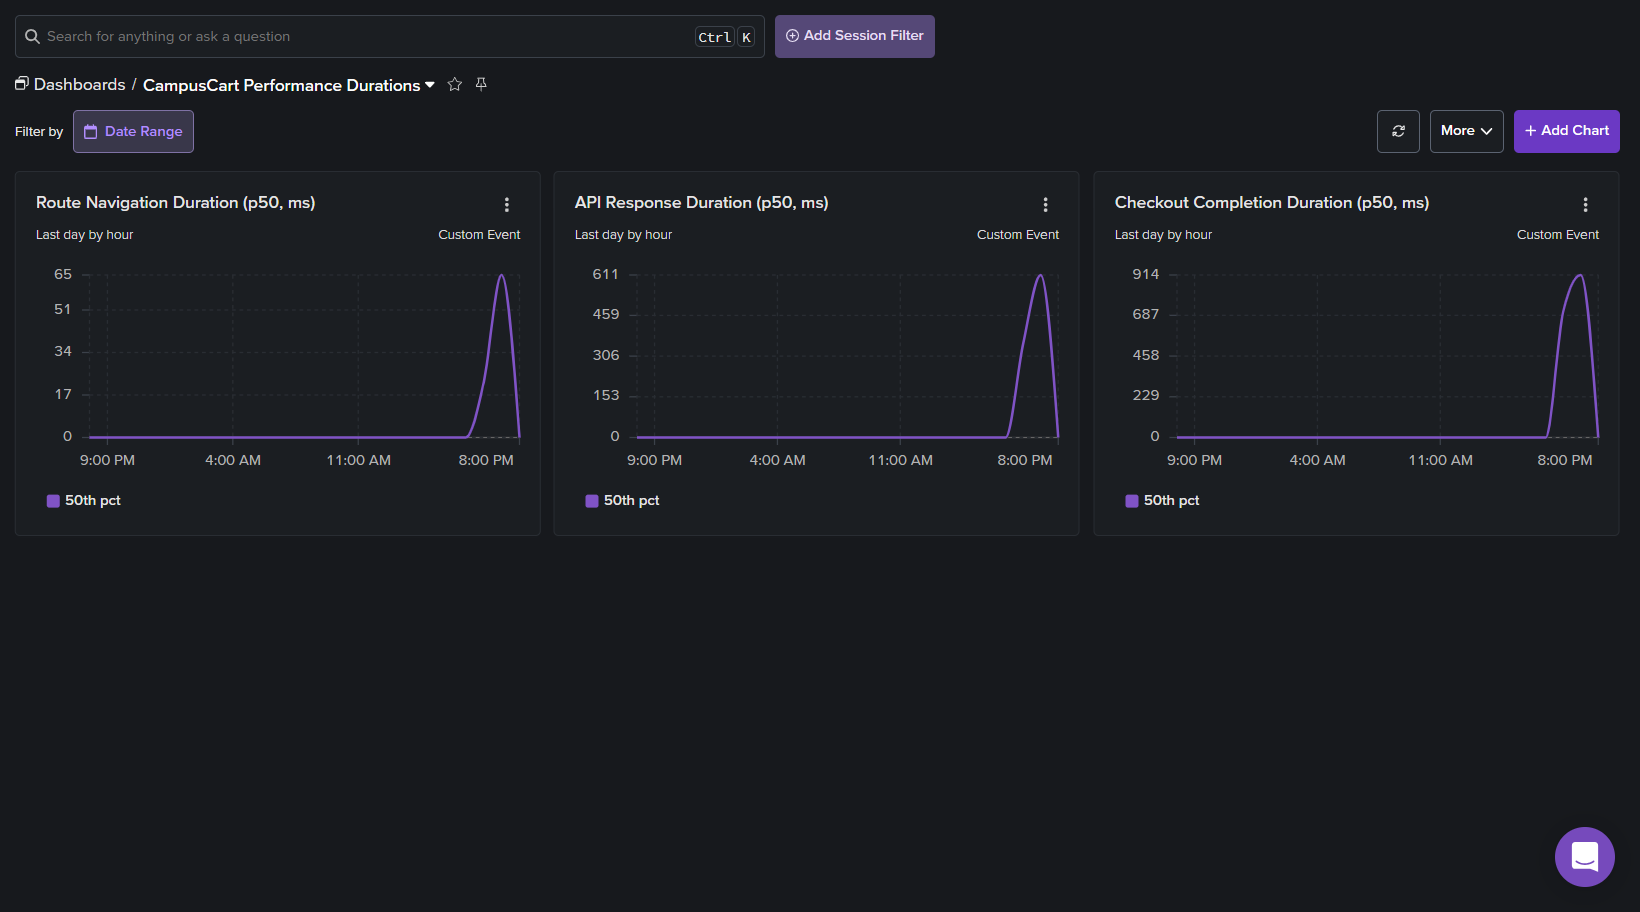 Search for anything or ask a question Ctrl K Add Session Filter
Dashboards / CampusCart Performance Durations
Filter by Date Range More + Add Chart
Route Navigation Duration (p50, ms)
Last day by hour Custom Event
65
51
34
17
0
9:00 PM 4:00 AM 11:00 AM 8:00 PM
50th pct
API Response Duration (p50, ms)
Last day by hour Custom Event
611
459
306
153
0
9:00 PM 4:00 AM 11:00 AM 8:00 PM
50th pct
Checkout Completion Duration (p50, ms)
Last day by hour Custom Event
914
687
458
229
0
9:00 PM 4:00 AM 11:00 AM 8:00 PM
50th pct